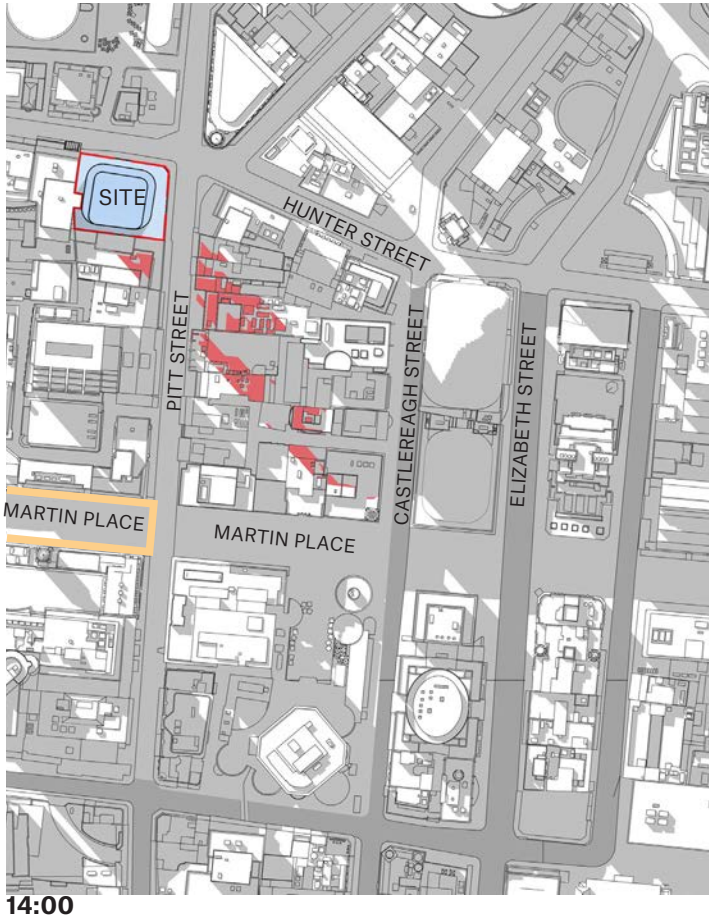 SITE
HUNTER STREET
PITT STREET
CASTLEREAGH STREET
ELIZABETH STREET
MARTIN PLACE
MARTIN PLACE
14:00